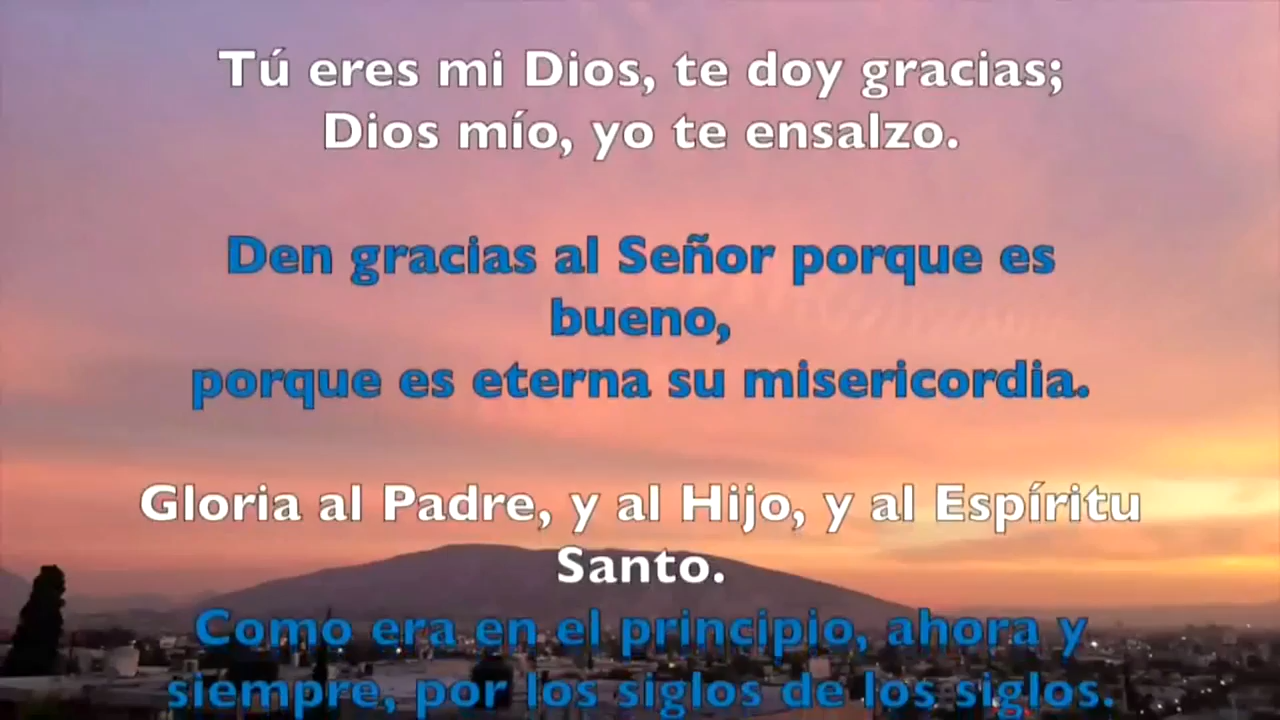 Tú eres mi Dios, te doy gracias;
Dios mío, yo te ensalzo.
Den gracias al Señor porque es
bueno,
porque es eterna su misericordia.
Gloria al Padre, y al Hijo, y al Espíritu
Santo.
Como era en el principio, ahora y
siempre, por los siglos de los siglos.